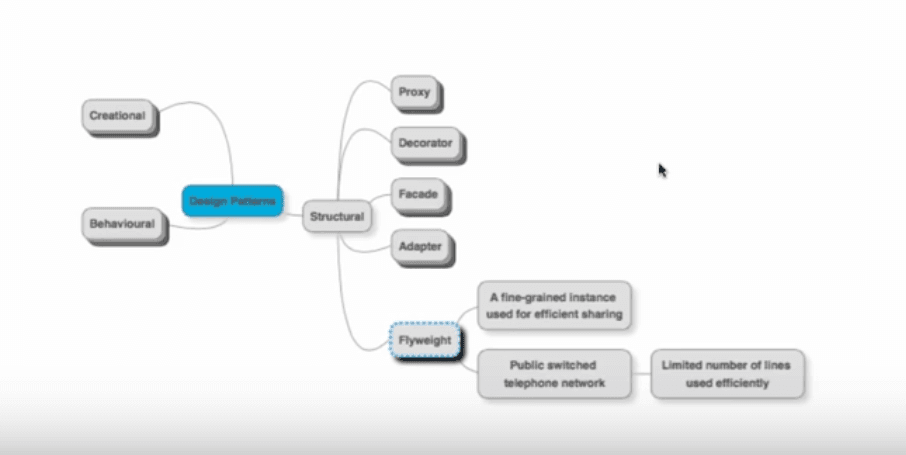 Creational
Behavioural
Design Patterns
Structural
Proxy
Decorator
Facade
Adapter
Flyweight
A fine-grained instance
used for efficient sharing
Public switched
telephone network
Limited number of lines
used efficiently